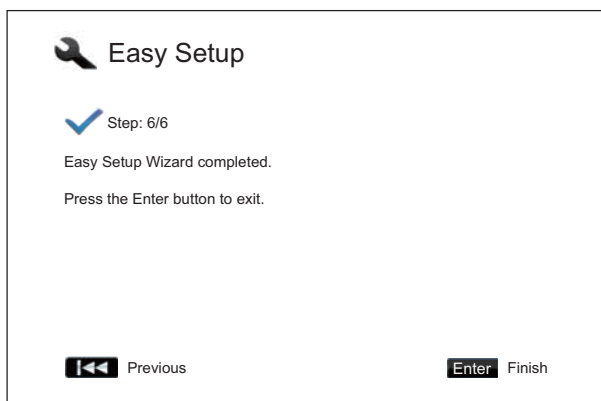 Easy Setup
Step: 6/6
Easy Setup Wizard completed.
Press the Enter button to exit.
Previous
Enter Finish